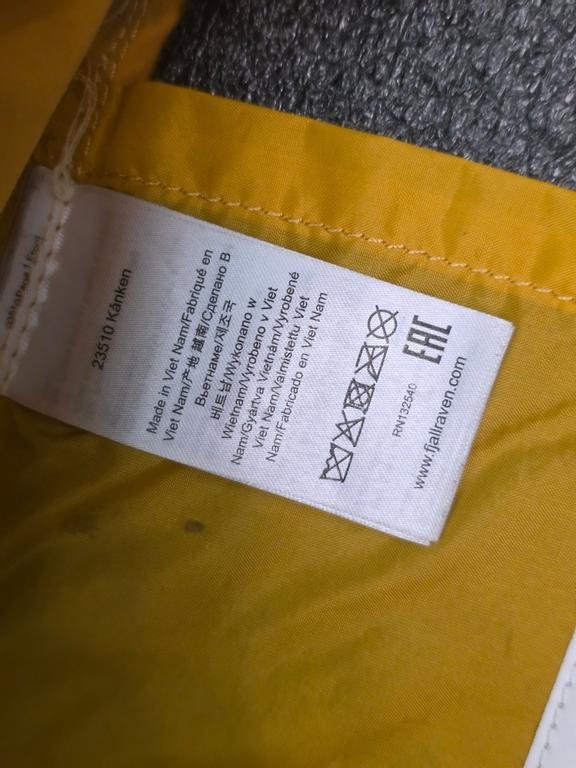 23510 Kånken
Made in Viet Nam/Fabriqué en
Viet Nam/产地 越南/Сделано В
Вьетнаме/제조국
베트남/Wykonano w
Wietnam/Vyrobeno v Viet
Nam/Gyártva Vietnám/Vyrobené
Viet Nam/Valmistettu Viet
Nam/Fabricado en Viet Nam
RN132540
EAC
www.fjallraven.com